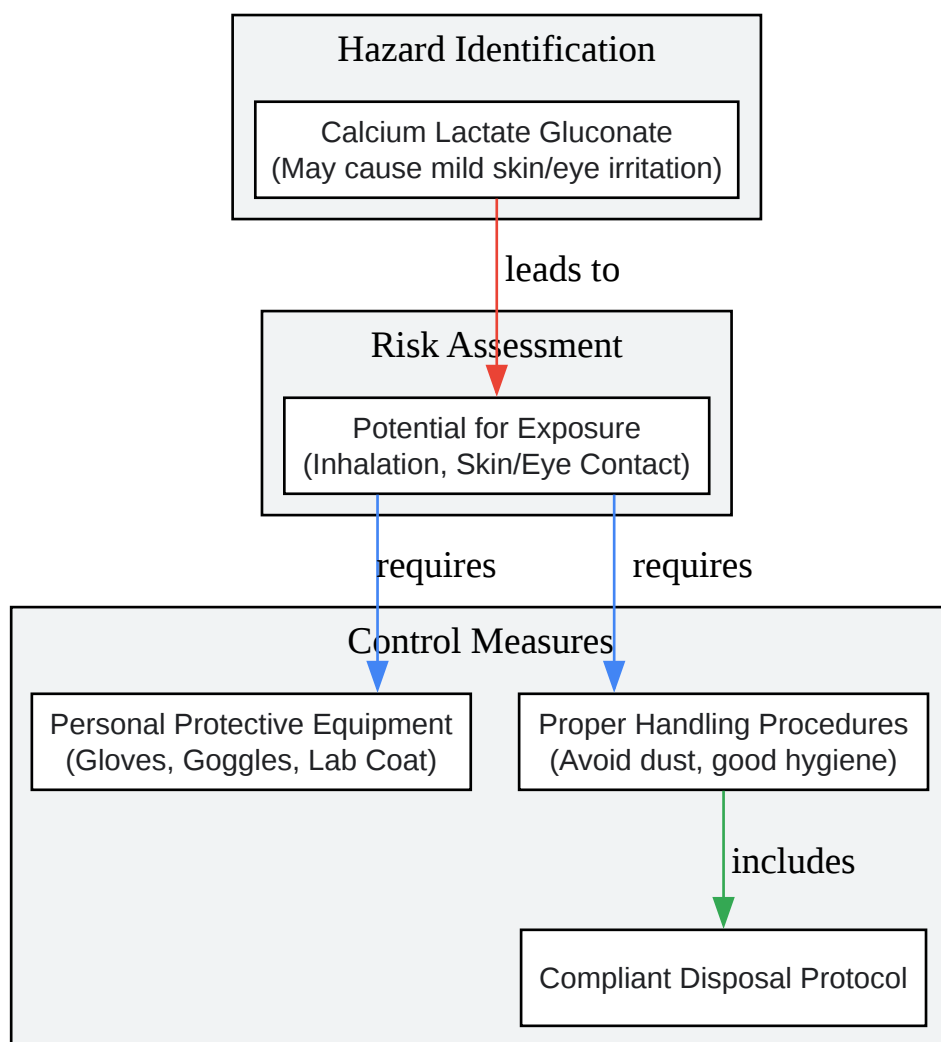 Hazard Identification
Calcium Lactate Gluconate
(May cause mild skin/eye irritation)
leads to
Risk Assessment
Potential for Exposure
(Inhalation, Skin/Eye Contact)
requires
requires
Control Measures
Personal Protective Equipment
(Gloves, Goggles, Lab Coat)
Proper Handling Procedures
(Avoid dust, good hygiene)
includes
Compliant Disposal Protocol